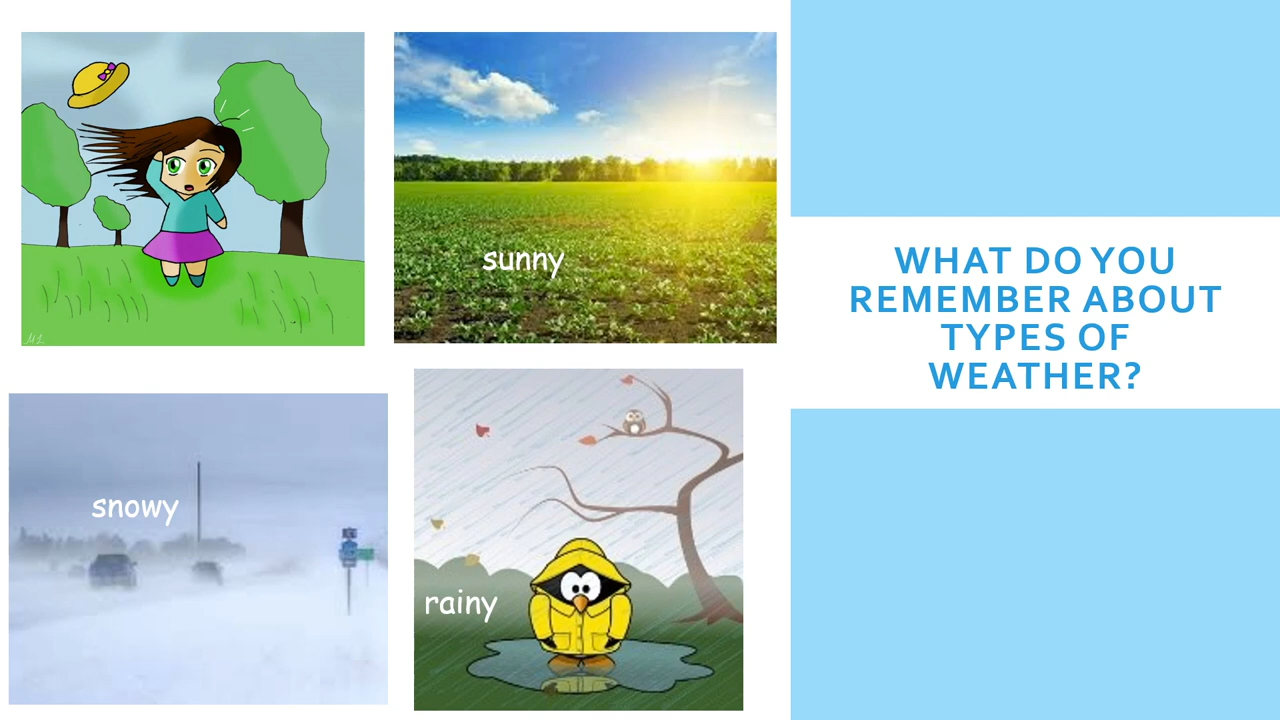 sunny
snowy
rainy
WHAT DO YOU
REMEMBER ABOUT
TYPES OF
WEATHER?